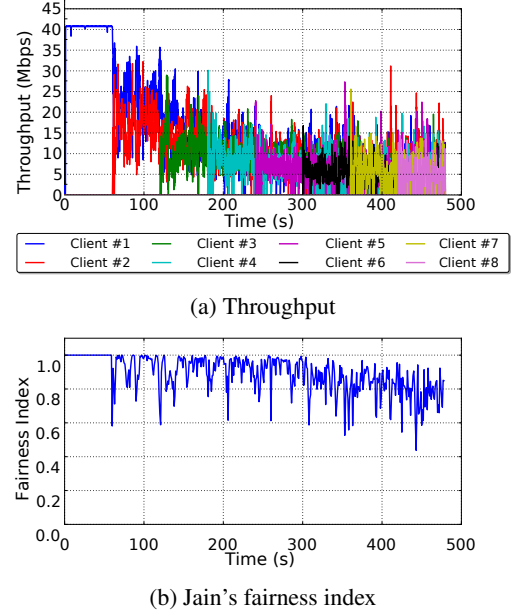 Throughput (Mbps)
45
40
35
30
25
20
15
10
5
0
0 100 200 300 400 500
Time (s)
Client #1 Client #3 Client #5 Client #7
Client #2 Client #4 Client #6 Client #8
(a) Throughput
Fairness Index
1.0
0.8
0.6
0.4
0.2
0.0
0 100 200 300 400 500
Time (s)
(b) Jain's fairness index